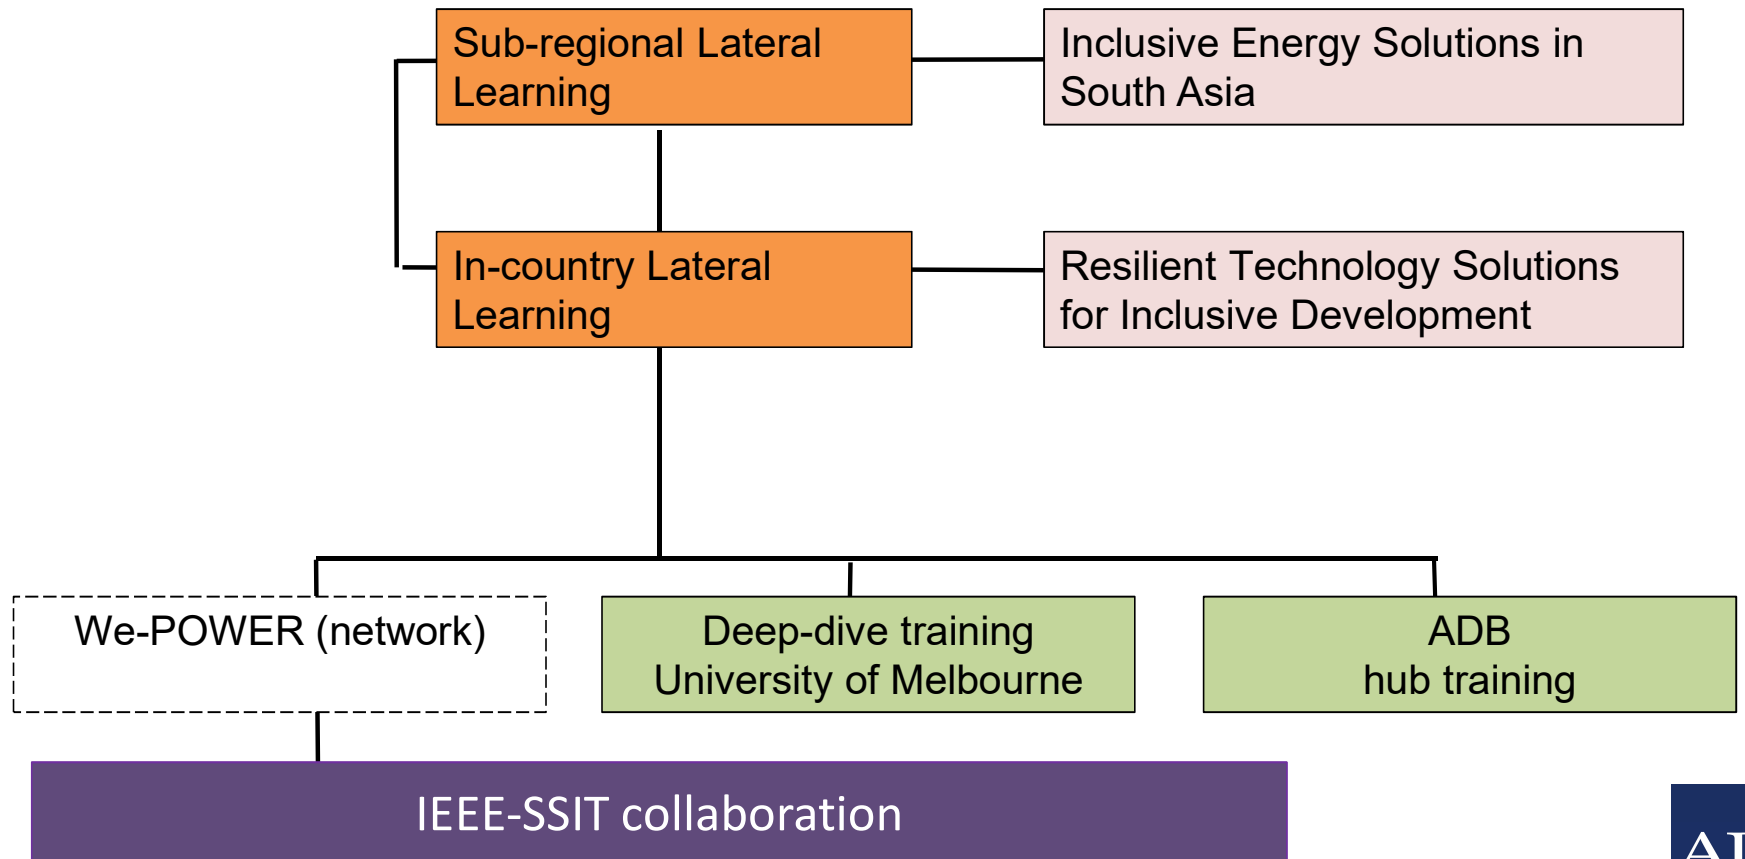 Sub-regional Lateral
Learning
Inclusive Energy Solutions in
South Asia
In-country Lateral
Learning
Resilient Technology Solutions
for Inclusive Development
We-POWER (network)
Deep-dive training
University of Melbourne
ADB
hub training
IEEE-SSIT collaboration